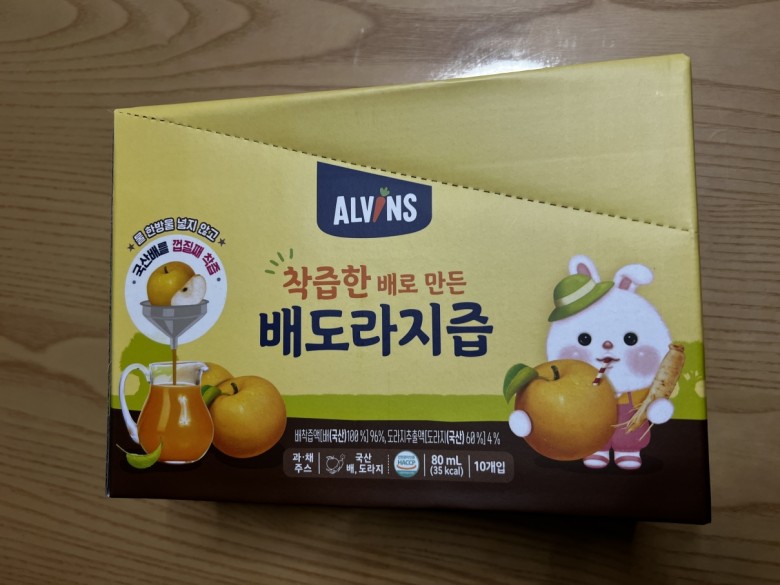 ALVINS
물 한방울 넣지 않고
국산배를 껍질째 착즙
착즙한 배로 만든
배도라지즙
배착즙액[배(국산)100 %] 96%, 도라지추출액[도라지(국산) 60 %] 4 %
과·채
주스
국산
배, 도라지
HACCP
80 mL
(35 kcal)
10개입